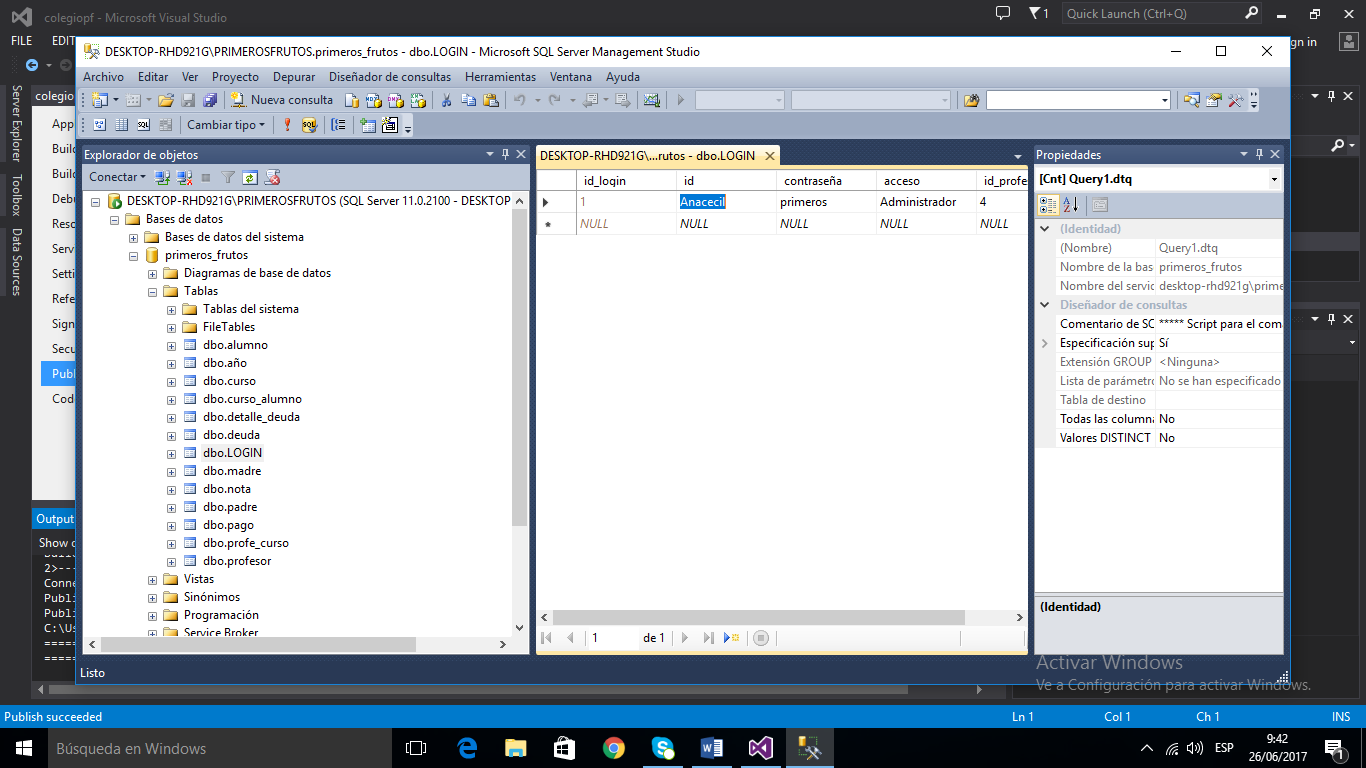 colegiopf - Microsoft Visual Studio
1
Quick Launch (Ctrl+Q)
FILE
EDIT
gn in
DESKTOP-RHD921G\PRIMEROSFRUTOS.primeros_frutos - dbo.LOGIN - Microsoft SQL Server Management Studio
Archivo Editar Ver Proyecto Depurar Diseñador de consultas Herramientas Ventana Ayuda
Nueva consulta
Cambiar tipo
Server Explorer
Toolbox
Data Sources
colegio
App
Build
Build
Debu
Reso
Servi
Setti
Refe
Sign
Secu
Publ
Code
Explorador de objetos
Conectar
DESKTOP-RHD921G\PRIMEROSFRUTOS (SQL Server 11.0.2100 - DESKTOP
Bases de datos
Bases de datos del sistema
primeros_frutos
Diagramas de base de datos
Tablas
Tablas del sistema
FileTables
dbo.alumno
dbo.año
dbo.curso
dbo.curso_alumno
dbo.detalle_deuda
dbo.deuda
dbo.LOGIN
dbo.madre
dbo.nota
dbo.padre
dbo.pago
dbo.profe_curso
dbo.profesor
Vistas
Sinónimos
Programación
Service Broker
DESKTOP-RHD921G\...rutos - dbo.LOGIN
id_login id contraseña acceso id_profe
1 Anacecil primeros Administrador 4
NULL NULL NULL NULL NULL
1 de 1
Propiedades
[Cnt] Query1.dtq
(Identidad)
(Nombre) Query1.dtq
Nombre de la bas primeros_frutos
Nombre del servic desktop-rhd921g\prime
Diseñador de consultas
Comentario de SC ***** Script para el coma
Especificación sup Sí
Extensión GROUP <Ninguna>
Lista de parámetro No se han especificado
Tabla de destino
Todas las columna No
Valores DISTINCT No
(Identidad)
Output
Show o
2>---
Conne
Publi
Publi
C:\Us
=====
=====
Listo
Activar Windows
Ve a Configuración para activar Windows.
Publish succeeded
Ln 1 Col 1 Ch 1 INS
Búsqueda en Windows
ESP
9:42
26/06/2017
1